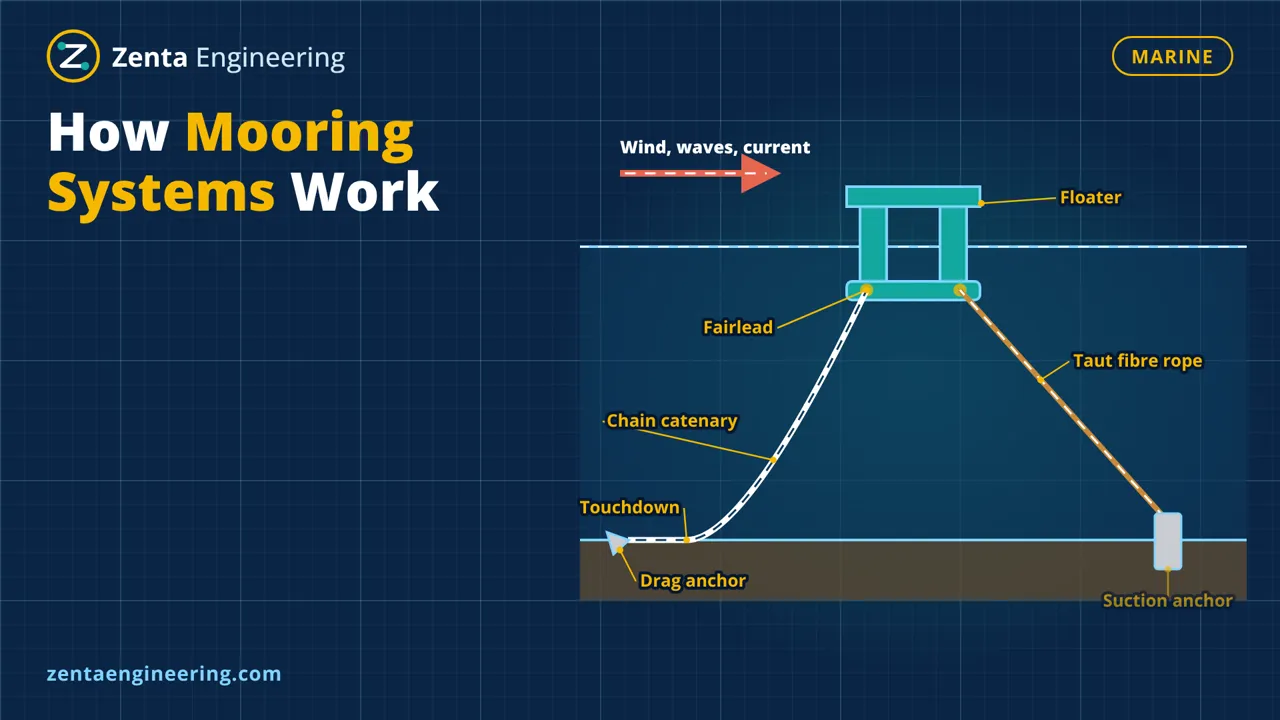 Zenta Engineering
MARINE
How Mooring
Systems Work
Wind, waves, current
Floater
Fairlead
Taut fibre rope
Chain catenary
Touchdown
Drag anchor
Suction anchor
zentaengineering.com